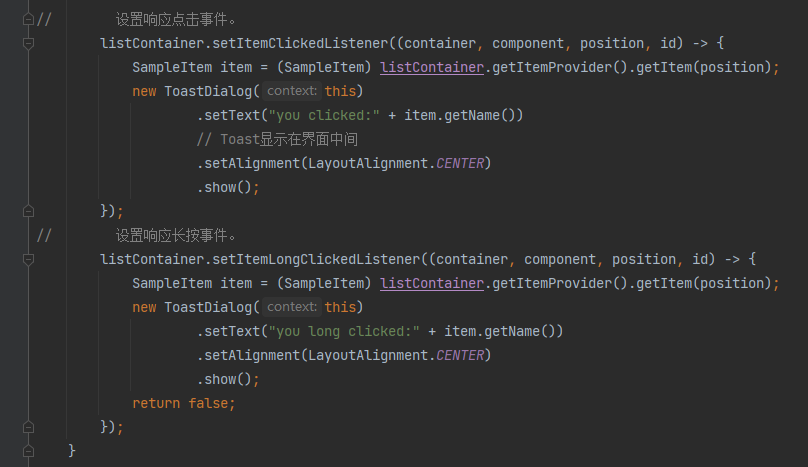 //        设置响应点击事件。
listContainer.setItemClickedListener((container, component, position, id) -> {
    SampleItem item = (SampleItem) listContainer.getItemProvider().getItem(position);
    new ToastDialog( context: this)
            .setText("you clicked:" + item.getName())
            // Toast显示在界面中间
            .setAlignment(LayoutAlignment.CENTER)
            .show();
});
//        设置响应长按事件。
listContainer.setItemLongClickedListener((container, component, position, id) -> {
    SampleItem item = (SampleItem) listContainer.getItemProvider().getItem(position);
    new ToastDialog( context: this)
            .setText("you long clicked:" + item.getName())
            .setAlignment(LayoutAlignment.CENTER)
            .show();
    return false;
});
}